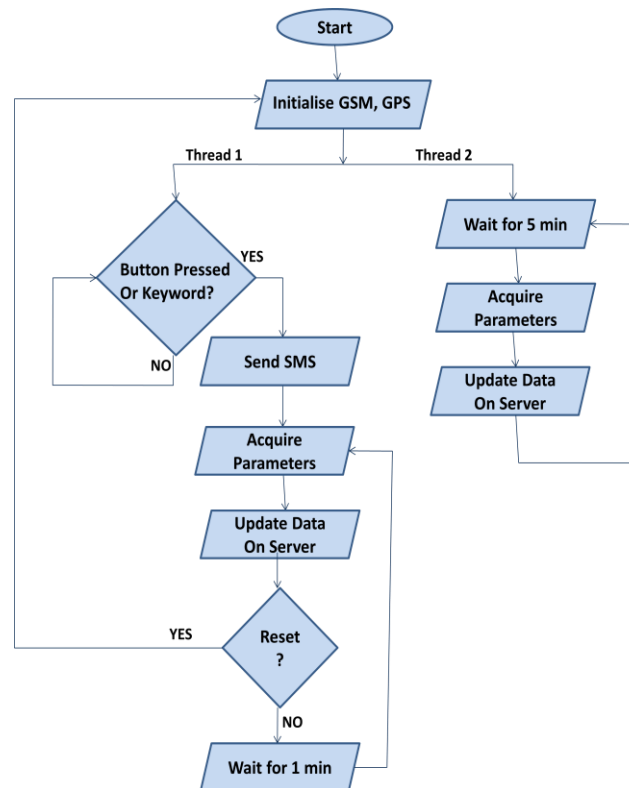 Start
Initialise GSM, GPS
Thread 1
Thread 2
Button Pressed
Or Keyword?
YES
NO
Send SMS
Acquire
Parameters
Update Data
On Server
Reset
?
YES
NO
Wait for 1 min
Wait for 5 min
Acquire
Parameters
Update Data
On Server